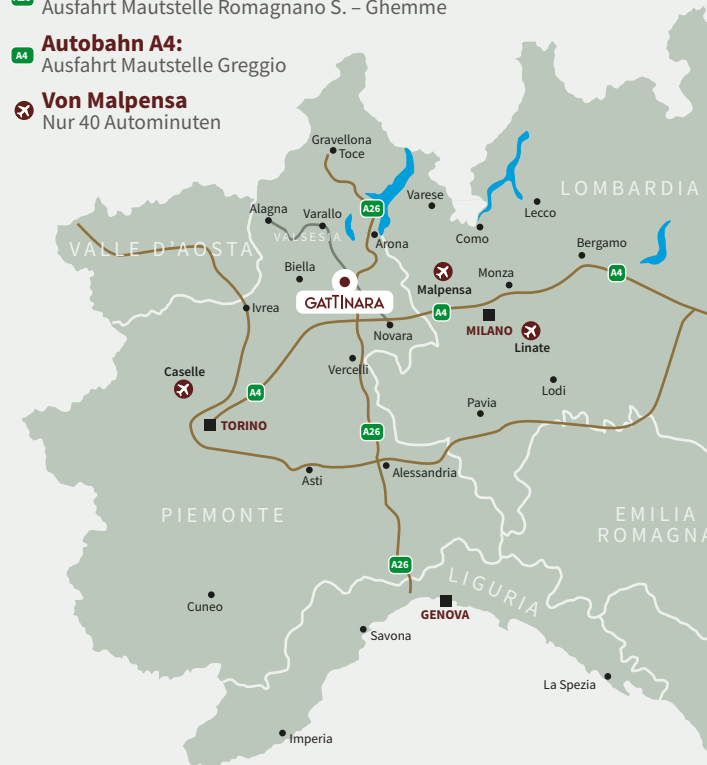 Ausfahrt Mautstelle Romagnano S. – Ghemme
A4
Autobahn A4:
Ausfahrt Mautstelle Greggio
Von Malpensa
Nur 40 Autominuten
Gravellona
Toce
Varese
LOMBARDIA
Lecco
Alagna
Varallo
A26
VALSESIA
Arona
Como
Bergamo
VALLE D'AOSTA
Biella
Malpensa
Monza
A4
GATTINARA
Ivrea
A4
MILANO
Linate
Novara
Caselle
Vercelli
A4
Lodi
Pavia
TORINO
A26
Asti
Alessandria
PIEMONTE
EMILIA
ROMAGNA
A26
LIGURIA
Cuneo
GENOVA
Savona
La Spezia
Imperia